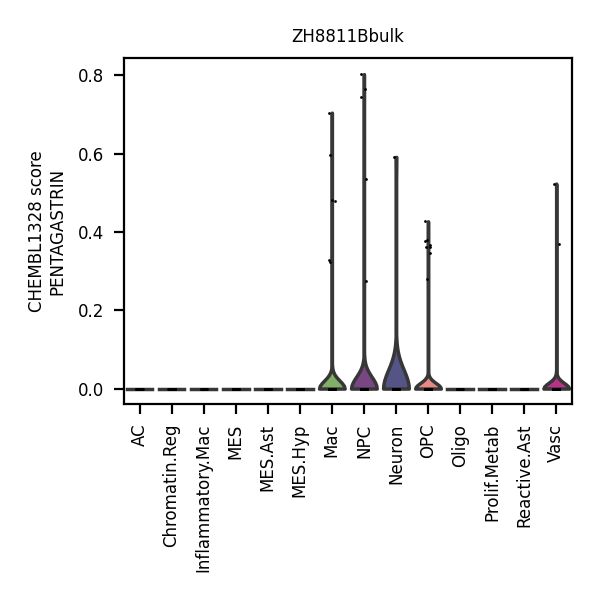 ZH8811Bbulk
CHEMBL1328 score
PENTAGASTRIN
0.8
0.6
0.4
0.2
0.0
AC
Chromatin.Reg
Inflammatory.Mac
MES
MES.Ast
MES.Hyp
Mac
NPC
Neuron
OPC
Oligo
Prolif.Metab
Reactive.Ast
Vasc